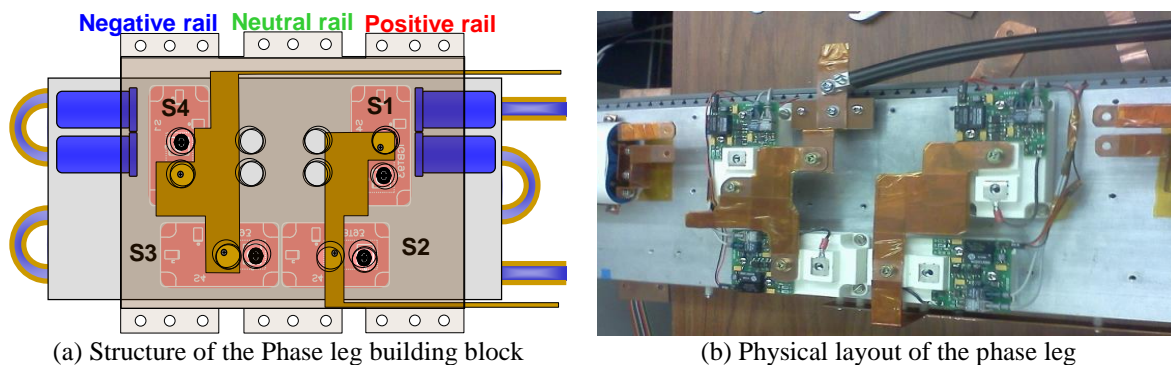 Negative rail Neutral rail Positive rail
S4 S1
S3 S2
(a) Structure of the Phase leg building block
(b) Physical layout of the phase leg